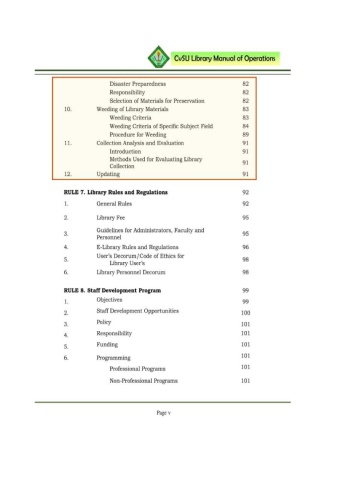 CvSU Library Manual of Operations
Disaster Preparedness 82
Responsibility 82
Selection of Materials for Preservation 82
10. Weeding of Library Materials 83
Weeding Criteria 83
Weeding Criteria of Specific Subject Field 84
Procedure for Weeding 89
11. Collection Analysis and Evaluation 91
Introduction 91
Methods Used for Evaluating Library
Collection 91
12. Updating 91
RULE 7. Library Rules and Regulations 92
1. General Rules 92
2. Library Fee 95
3. Guidelines for Administrators, Faculty and
Personnel 95
4. E-Library Rules and Regulations 96
5. User's Decorum/Code of Ethics for
Library User's 98
6. Library Personnel Decorum 98
RULE 8. Staff Development Program 99
1. Objectives 99
2. Staff Development Opportunities 100
3. Policy 101
4. Responsibility 101
5. Funding 101
6. Programming 101
Professional Programs 101
Non-Professional Programs 101
Page v